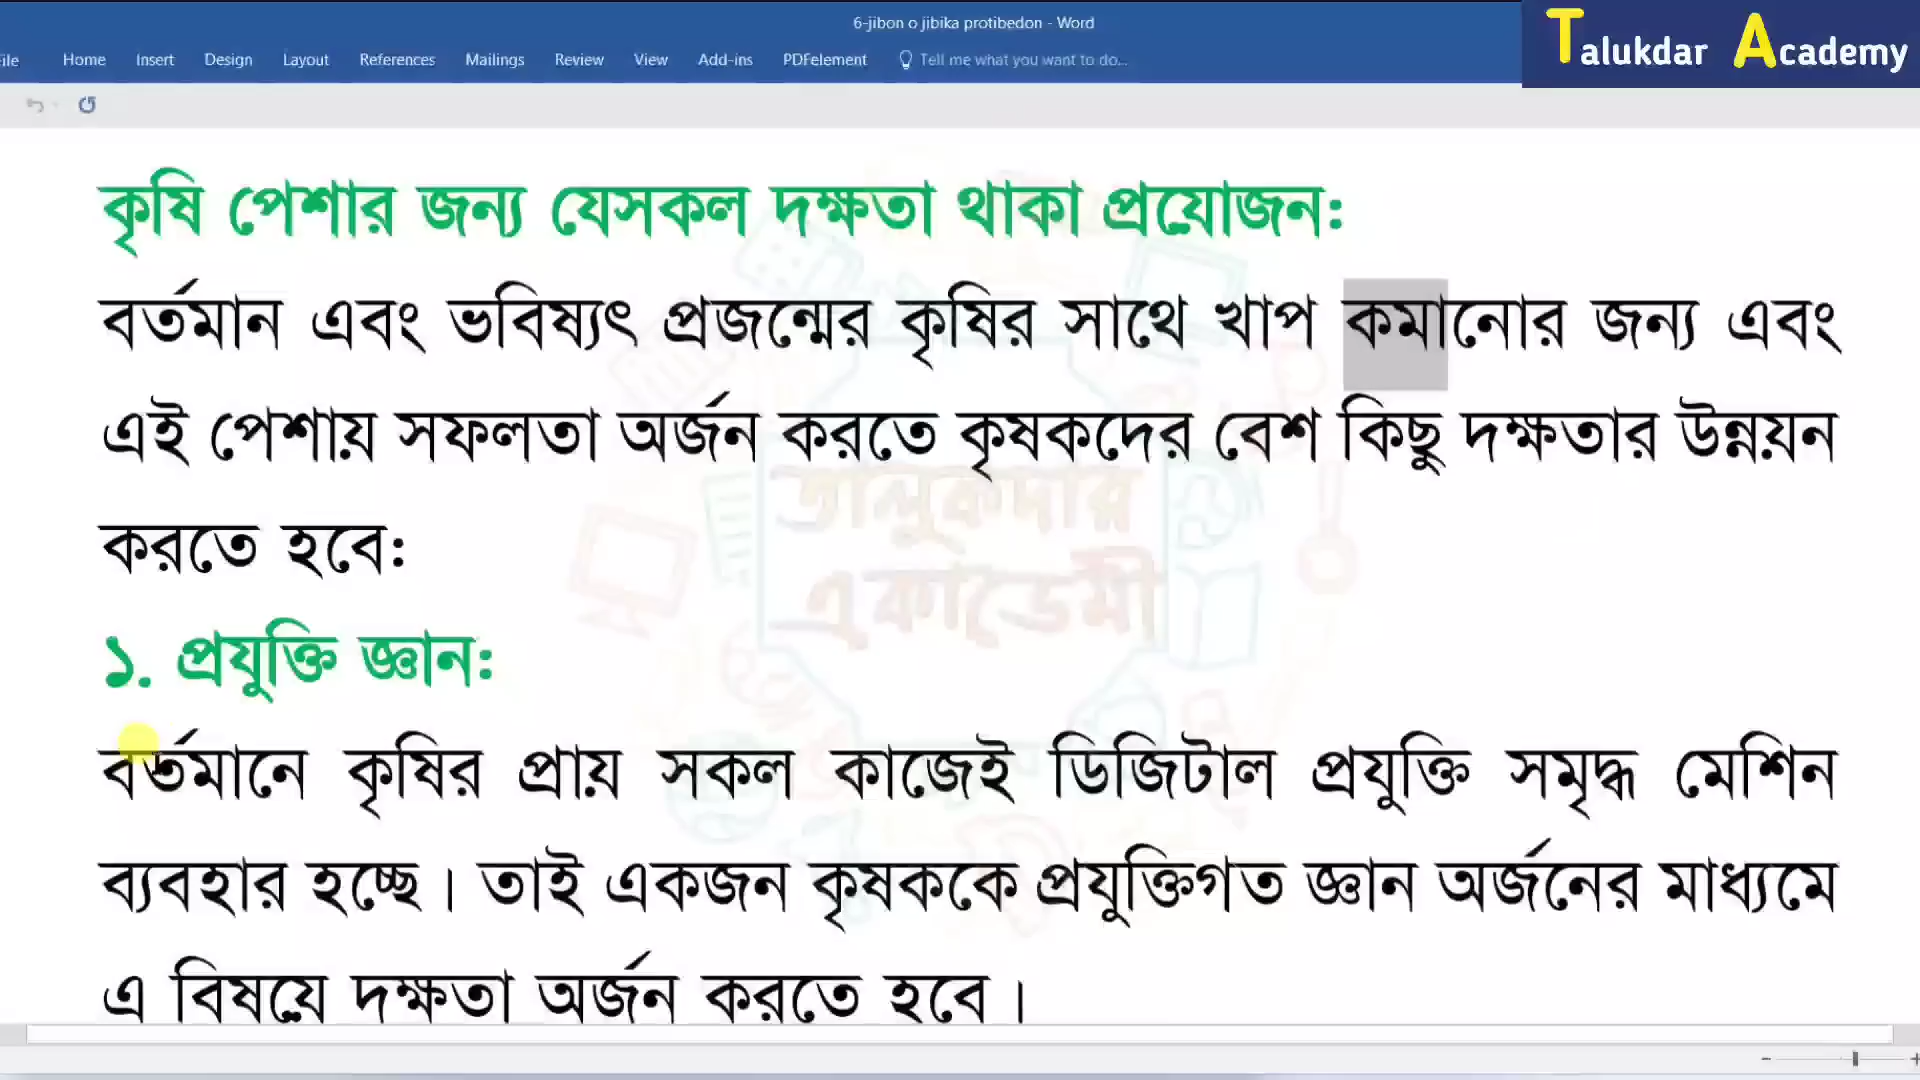 6-jibon o jibika protibedon - Word
Talukdar Academy
ile Home Insert Design Layout References Mailings Review View Add-ins PDFelement Tell me what you want to do...
কৃষি পেশার জন্য যেসকল দক্ষতা থাকা প্রয়োজন:
বর্তমান এবং ভবিষ্যৎ প্রজন্মের কৃষির সাথে খাপ কমানোর জন্য এবং
এই পেশায় সফলতা অর্জন করতে কৃষকদের বেশ কিছু দক্ষতার উন্নয়ন
করতে হবে:
তালুকদার
একাডেমী
১. প্রযুক্তি জ্ঞান:
বর্তমানে কৃষির প্রায় সকল কাজেই ডিজিটাল প্রযুক্তি সমৃদ্ধ মেশিন
ব্যবহার হচ্ছে। তাই একজন কৃষককে প্রযুক্তিগত জ্ঞান অর্জনের মাধ্যমে
এ বিষয়ে দক্ষতা অর্জন করতে হবে।